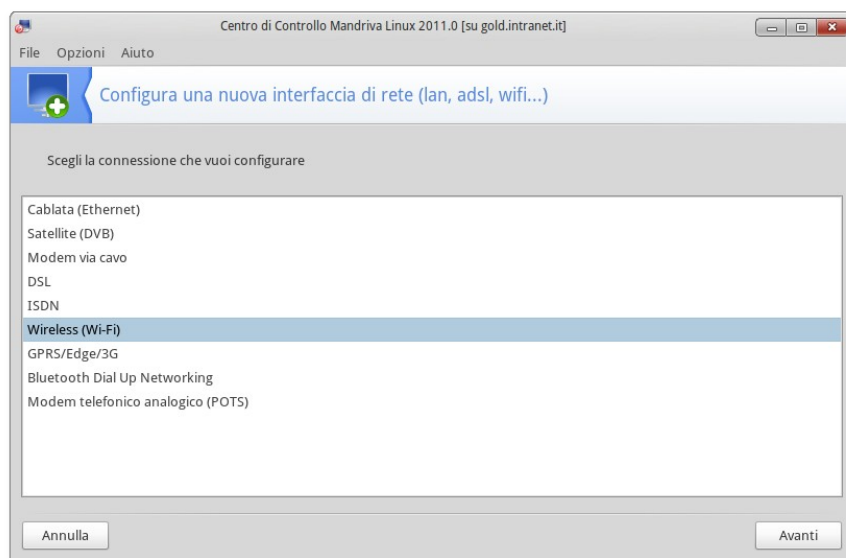 Centro di Controllo Mandriva Linux 2011.0 [su gold.intranet.it]
File Opzioni Aiuto
Configura una nuova interfaccia di rete (lan, adsl, wifi...)
Scegli la connessione che vuoi configurare
Cablata (Ethernet)
Satellite (DVB)
Modem via cavo
DSL
ISDN
Wireless (Wi-Fi)
GPRS/Edge/3G
Bluetooth Dial Up Networking
Modem telefonico analogico (POTS)
Annulla Avanti